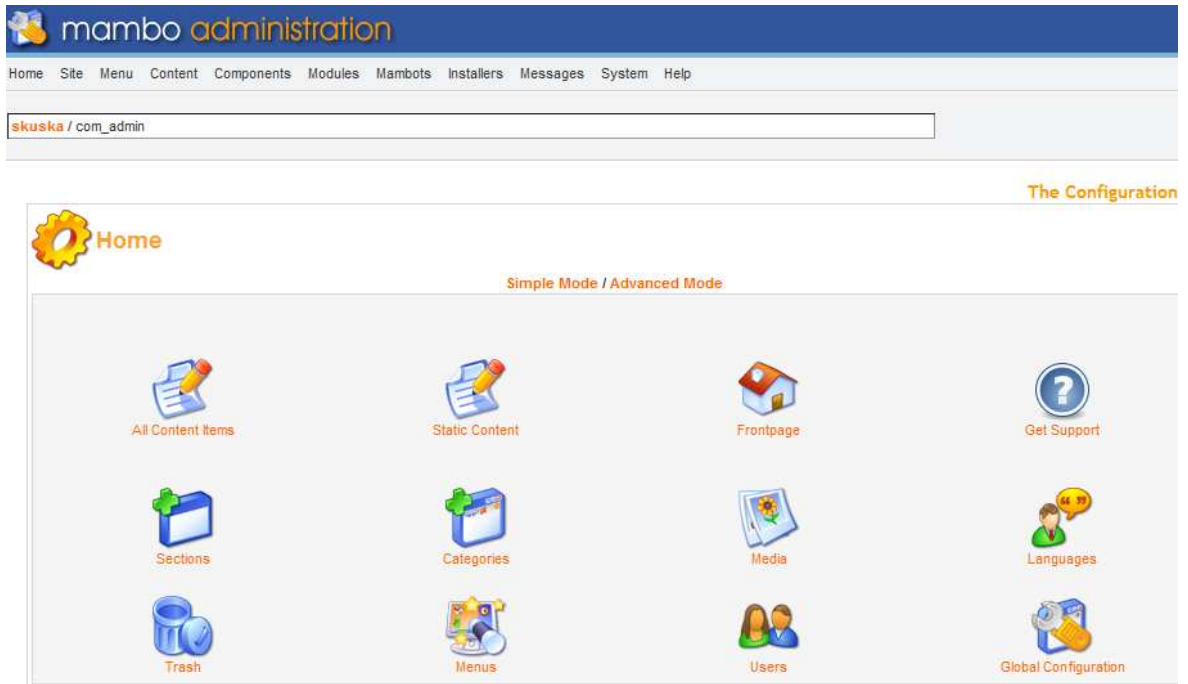 mambo administration
Home Site Menu Content Components Modules Mambots Installers Messages System Help
skuska / com_admin
The Configuration
Home
Simple Mode / Advanced Mode
All Content Items Static Content Frontpage Get Support
Sections Categories Media Languages
Trash Menus Users Global Configuration